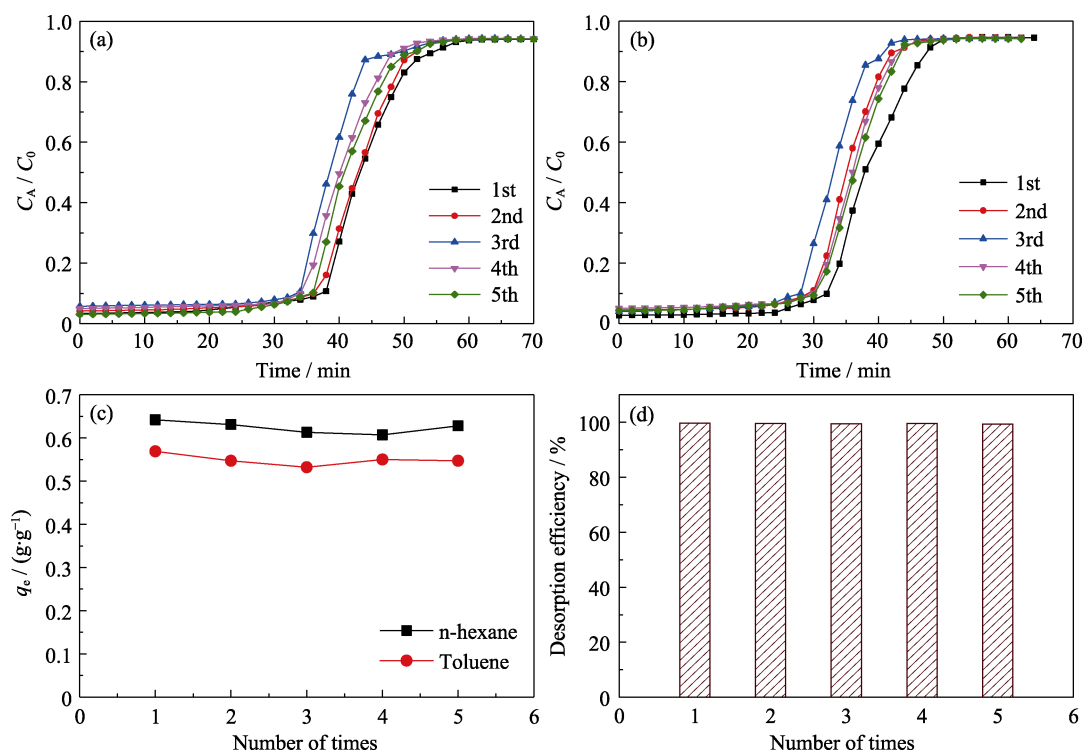 (a)
1.0
0.8
0.6
0.4
0.2
0
C_A / C_0
1st
2nd
3rd
4th
5th
0 10 20 30 40 50 60 70
Time / min
(b)
1.0
0.8
0.6
0.4
0.2
0
C_A / C_0
1st
2nd
3rd
4th
5th
0 10 20 30 40 50 60 70
Time / min
(c)
0.7
0.6
0.5
0.4
0.3
0.2
0.1
0
q_e / (g·g⁻¹)
n-hexane
Toluene
0 1 2 3 4 5 6
Number of times
(d)
100
80
60
40
20
0
Desorption efficiency / %
0 1 2 3 4 5 6
Number of times